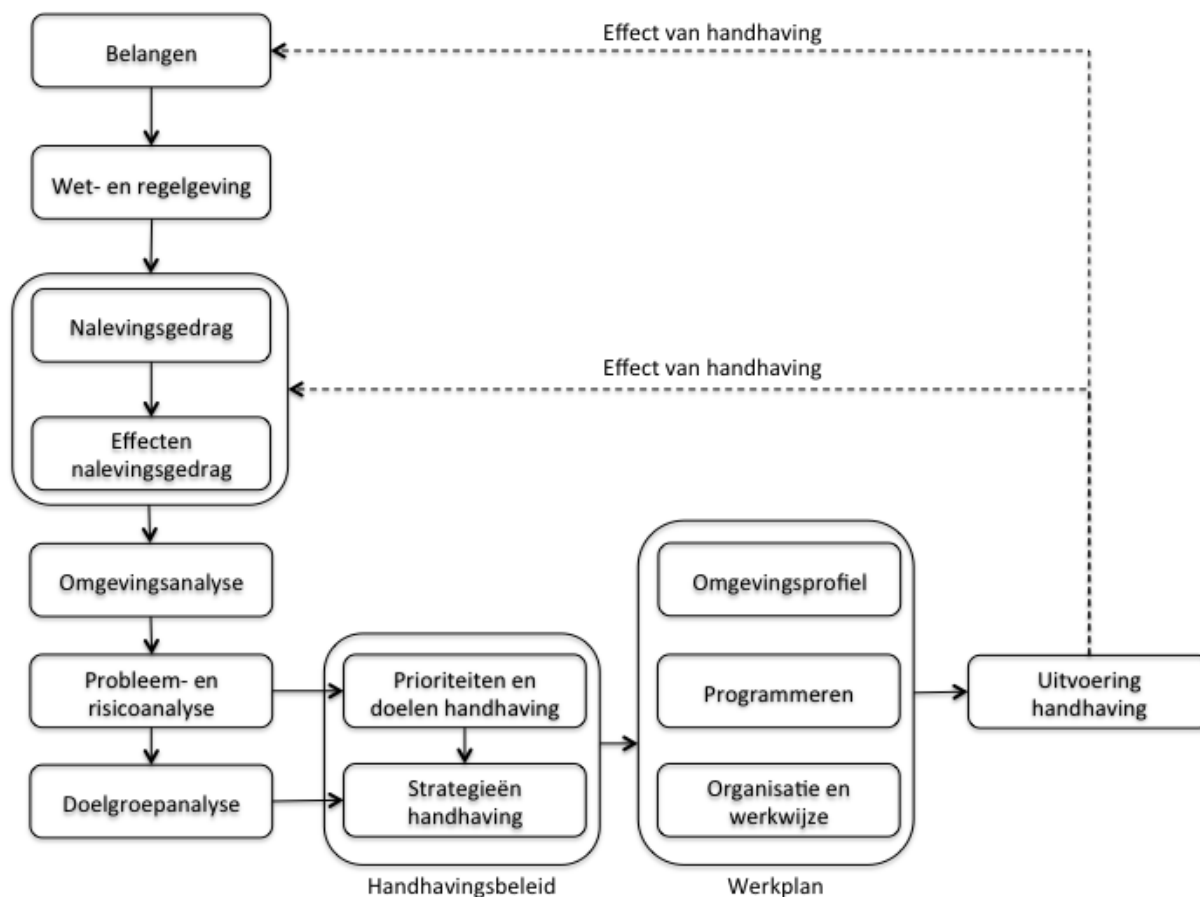 Belangen
Effect van handhaving
Wet- en regelgeving
Nalevingsgedrag
Effect van handhaving
Effecten
nalevingsgedrag
Omgevingsanalyse
Omgevingsprofiel
Probleem- en
risicoanalyse
Prioriteiten en
doelen handhaving
Programmeren
Uitvoering
handhaving
Doelgroepanalyse
Strategieën
handhaving
Organisatie en
werkwijze
Handhavingsbeleid
Werkplan